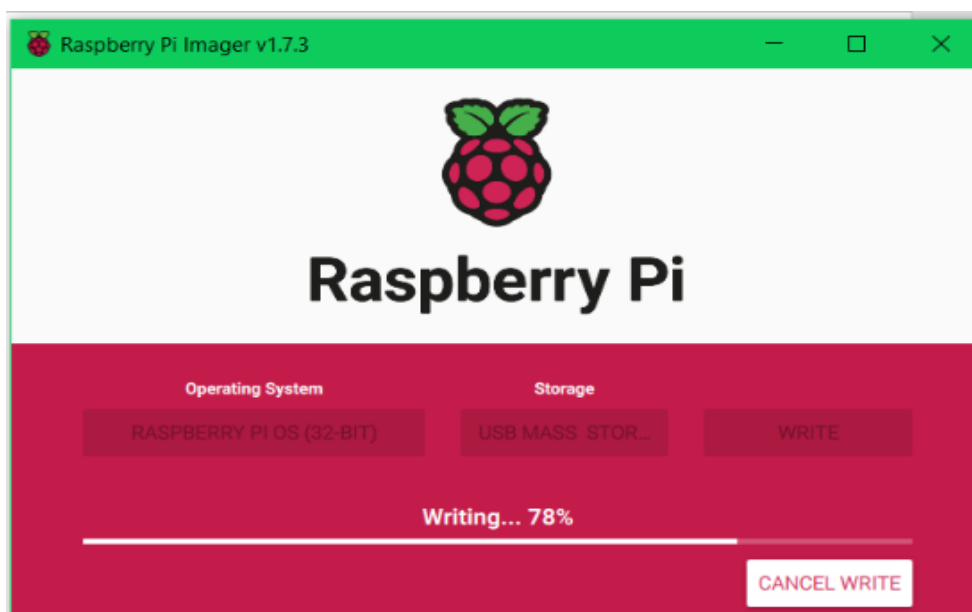 Raspberry Pi Imager v1.7.3
Raspberry Pi
Operating System Storage
RASPBERRY PI OS (32-BIT) USB MASS STOR... WRITE
Writing... 78%
CANCEL WRITE